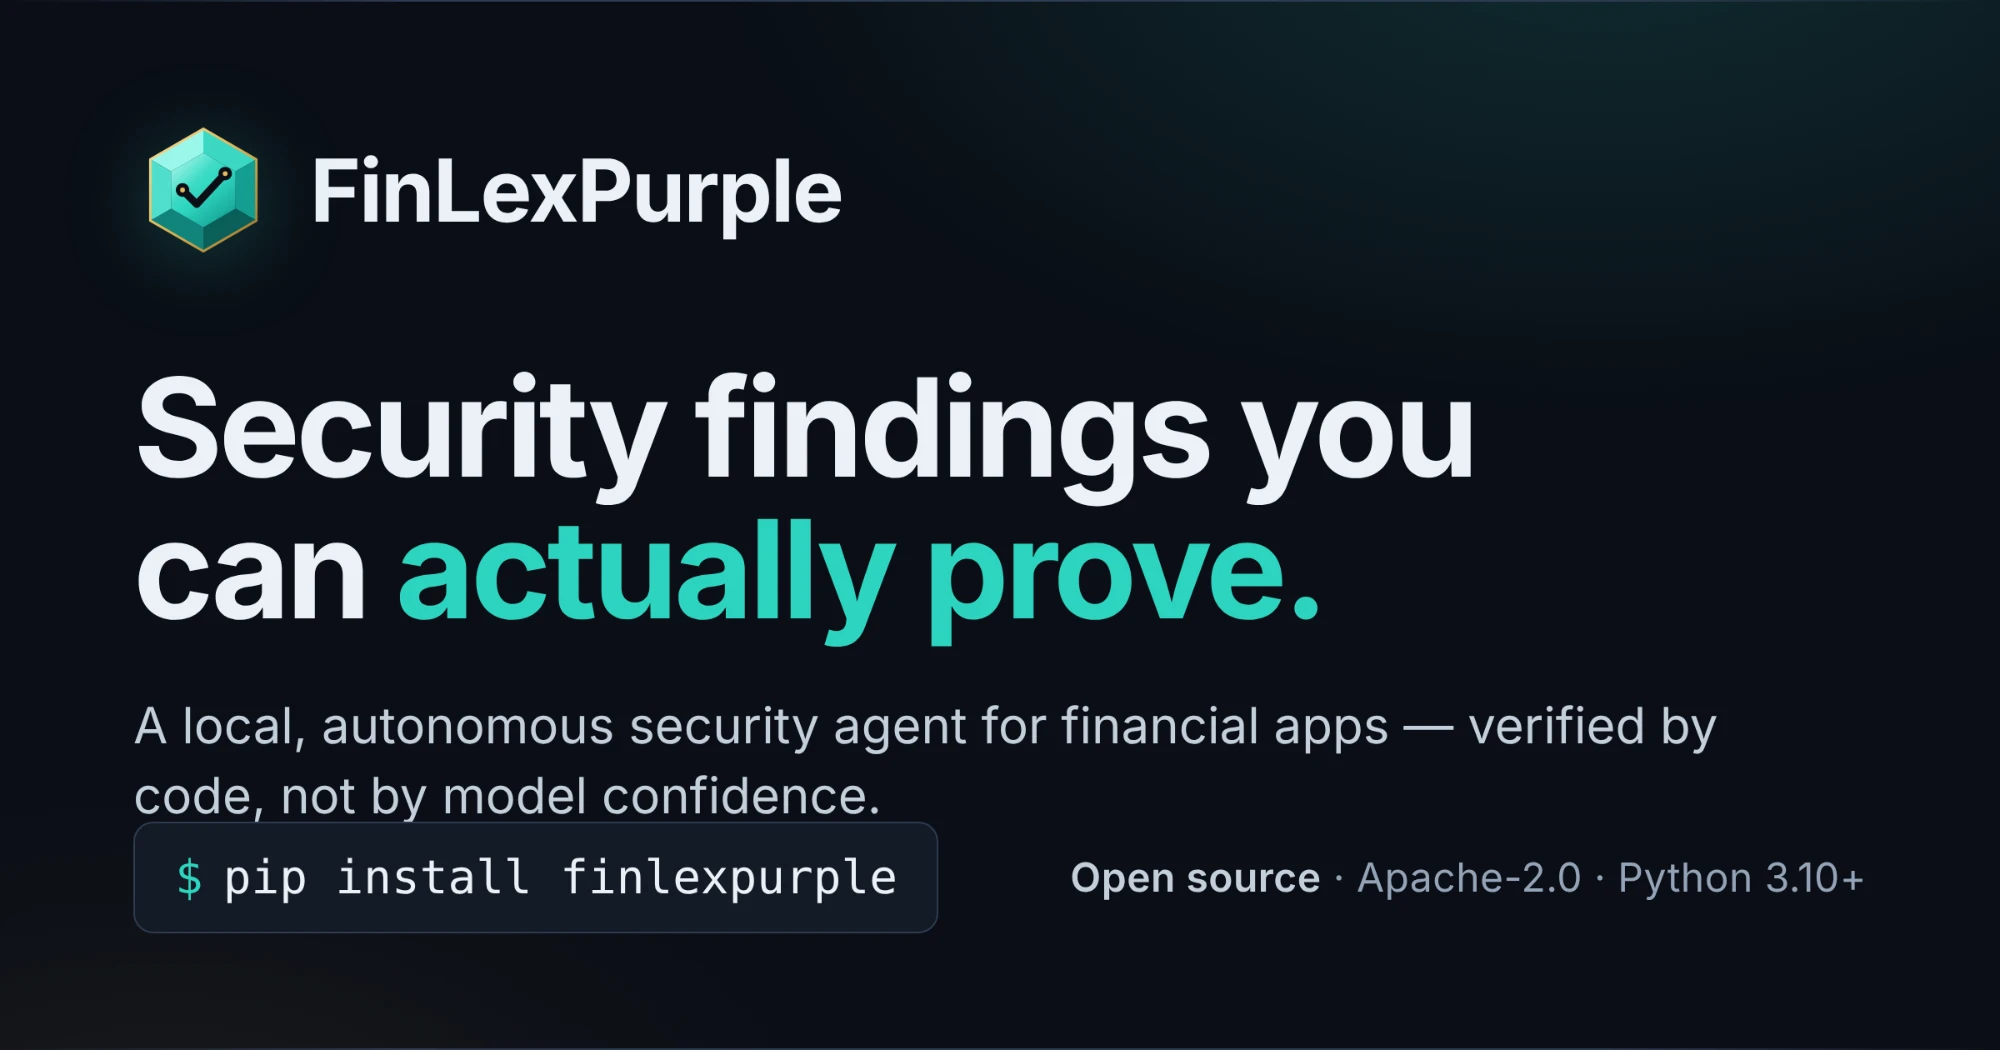 FinLexPurple
Security findings you
can actually prove.
A local, autonomous security agent for financial apps — verified by
code, not by model confidence.
$ pip install finlexpurple
Open source · Apache-2.0 · Python 3.10+